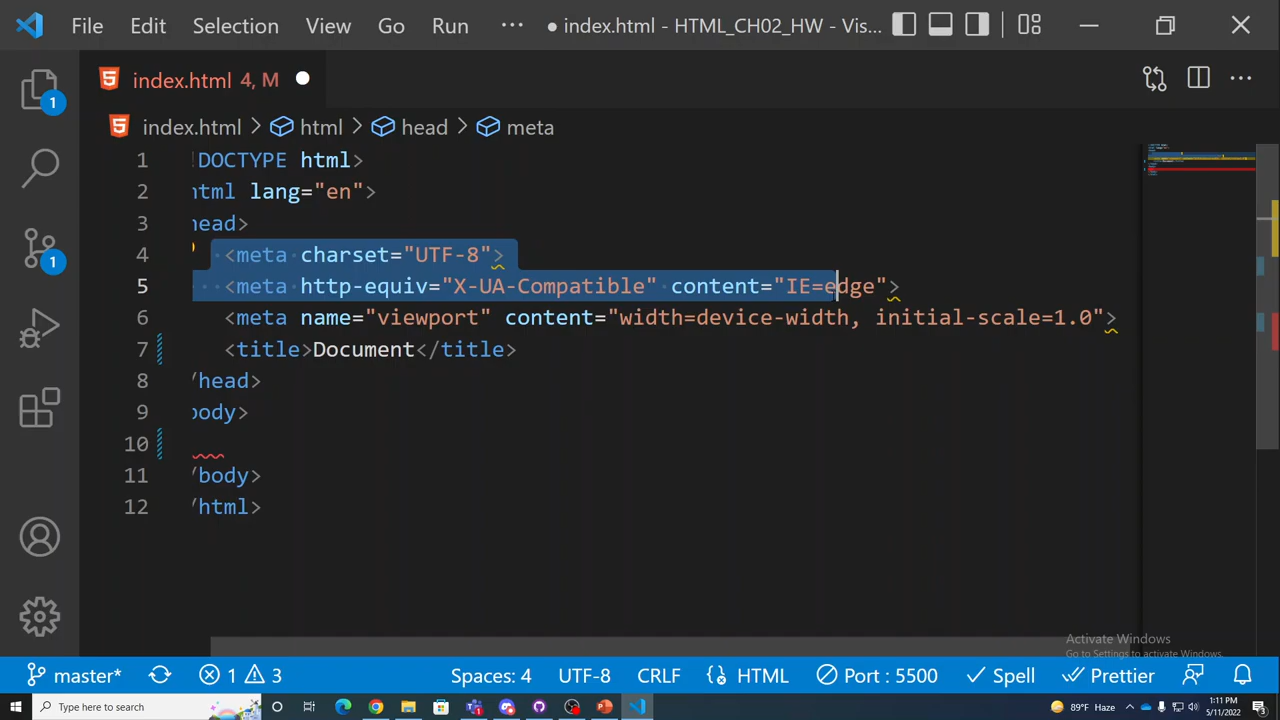 File Edit Selection View Go Run ··· ● index.html - HTML_CH02_HW - Vis...
index.html 4, M
index.html > html > head > meta
1 !DOCTYPE html>
2 html lang="en">
3 head>
4 <meta charset="UTF-8">
5 <meta http-equiv="X-UA-Compatible" content="IE=edge">
6 <meta name="viewport" content="width=device-width, initial-scale=1.0">
7 <title>Document</title>
8 /head>
9 body>
10
11 /body>
12 /html>
1
1
Activate Windows
Go to Settings to activate Windows.
master* 1 3 Spaces: 4 UTF-8 CRLF HTML Port : 5500 Spell Prettier
Type here to search 89°F Haze 1:11 PM
5/11/2022